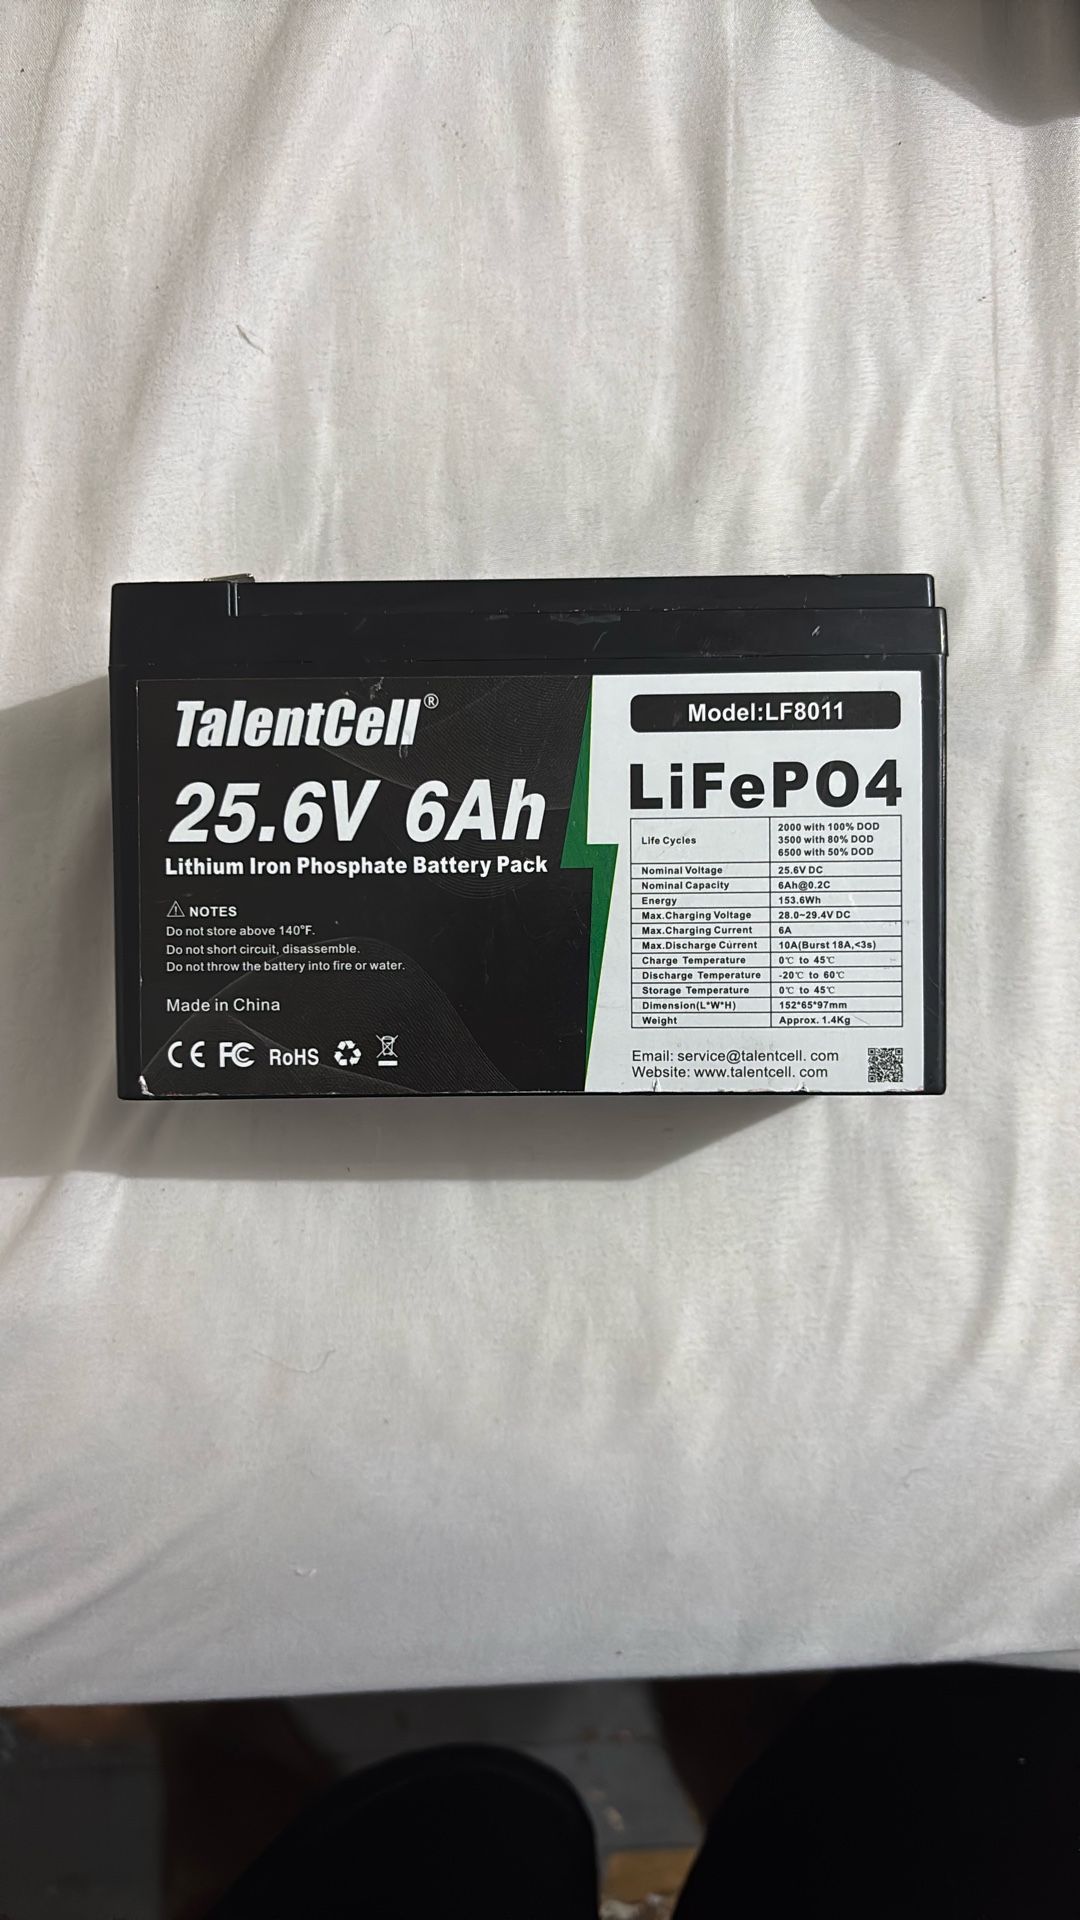 TalentCell®
25.6V 6Ah
Lithium Iron Phosphate Battery Pack
⚠ NOTES
Do not store above 140°F.
Do not short circuit, disassemble.
Do not throw the battery into fire or water.
Made in China
CE FC RoHS
Model:LF8011
LiFePO4
Life Cycles
2000 with 100% DOD
3500 with 80% DOD
6500 with 50% DOD
Nominal Voltage 25.6V DC
Nominal Capacity 6Ah@0.2C
Energy 153.6Wh
Max.Charging Voltage 28.0~29.4V DC
Max.Charging Current 6A
Max.Discharge Current 10A(Burst 18A,<3s)
Charge Temperature 0℃ to 45℃
Discharge Temperature -20℃ to 60℃
Storage Temperature 0℃ to 45℃
Dimension(L*W*H) 152*65*97mm
Weight Approx. 1.4Kg
Email: service@talentcell. com
Website: www.talentcell. com